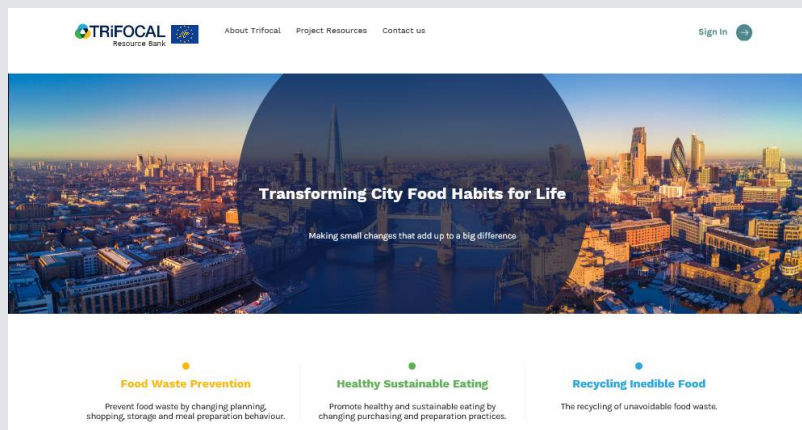 TRiFOCAL
Resource Bank
About Trifocal Project Resources Contact us
Sign In
Transforming City Food Habits for Life
Making small changes that add up to a big difference
Food Waste Prevention
Prevent food waste by changing planning,
shopping, storage and meal preparation behaviour.
Healthy Sustainable Eating
Promote healthy and sustainable eating by
changing purchasing and preparation practices.
Recycling Inedible Food
The recycling of unavoidable food waste.